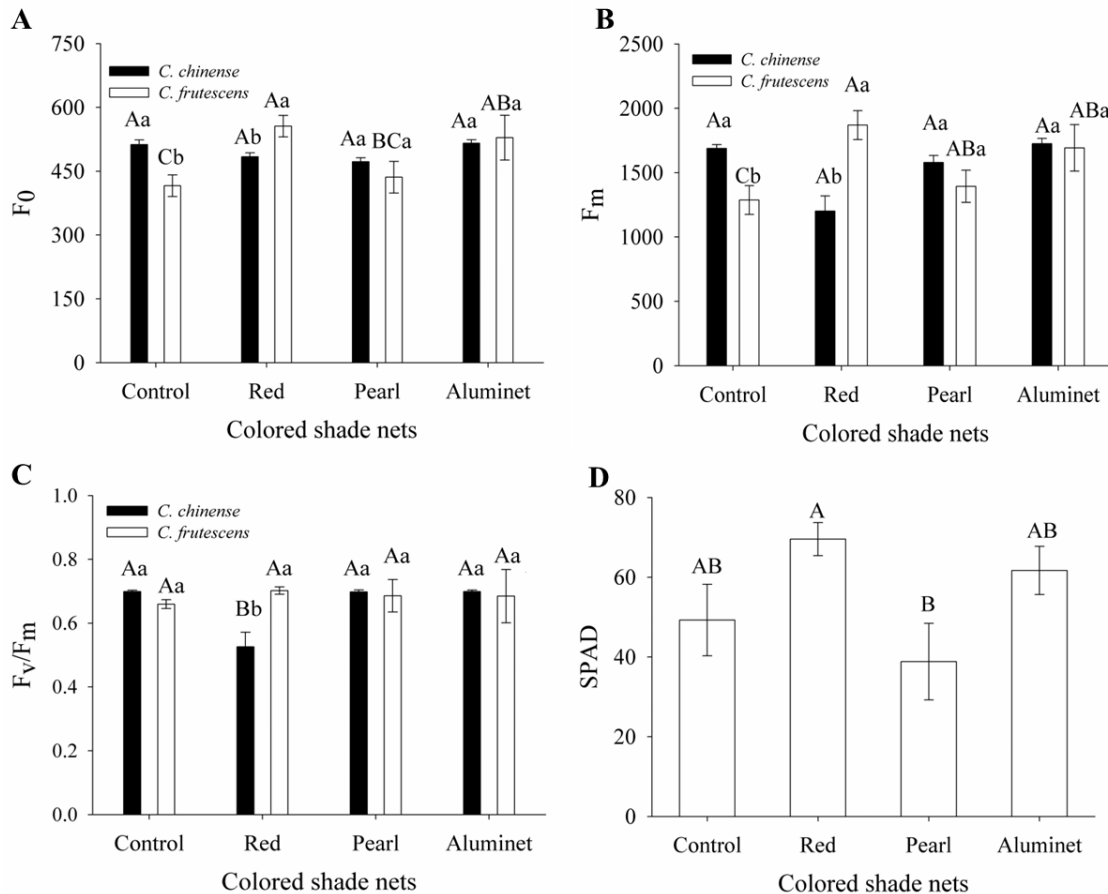 A
750
600
450
300
150
0
F0
C. chinense
C. frutescens
Aa
Cb
Ab
Aa
Aa
BCa
Aa
ABa
Control Red Pearl Aluminet
Colored shade nets
B
2500
2000
1500
1000
500
0
Fm
C. chinense
C. frutescens
Aa
Cb
Ab
Aa
Aa
ABa
Aa
ABa
Control Red Pearl Aluminet
Colored shade nets
C
1.0
0.8
0.6
0.4
0.2
0.0
Fv/Fm
C. chinense
C. frutescens
Aa
Aa
Bb
Aa
Aa
Aa
Aa
Aa
Control Red Pearl Aluminet
Colored shade nets
D
80
60
40
20
0
SPAD
AB
A
B
AB
Control Red Pearl Aluminet
Colored shade nets